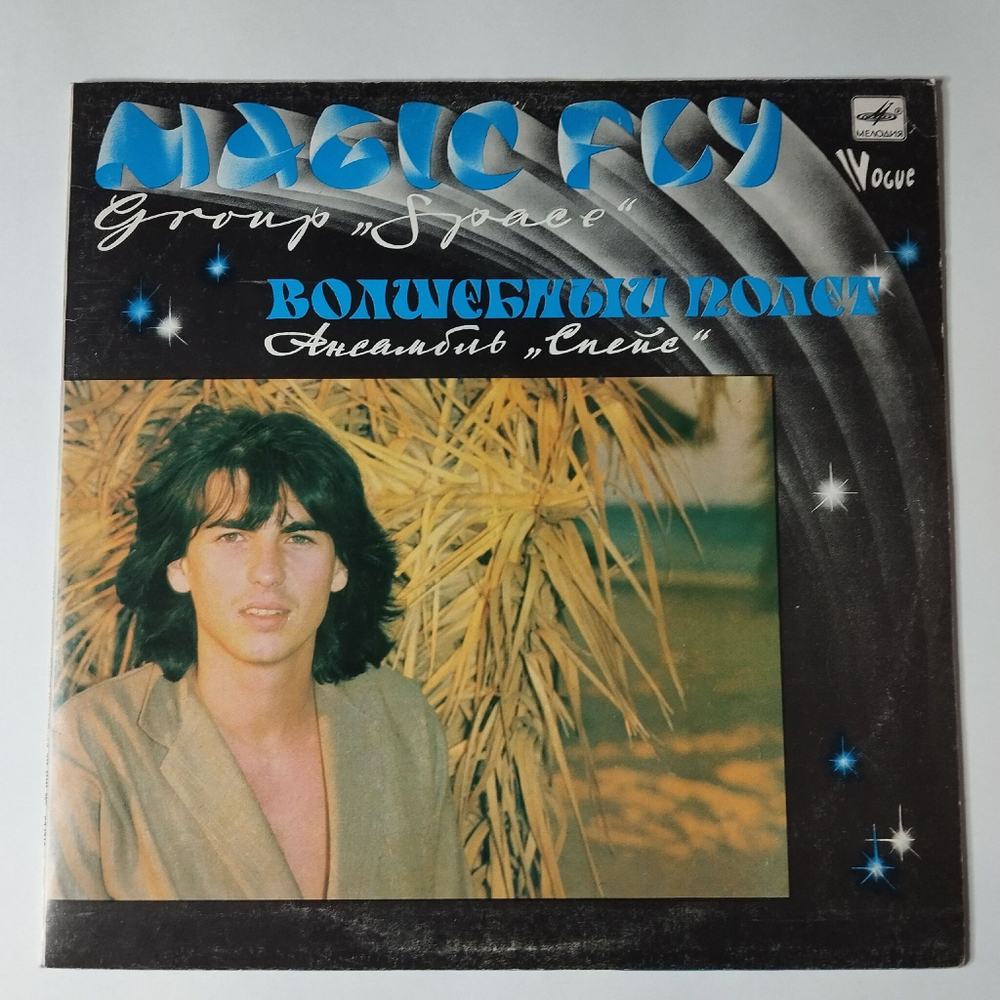 MAGIC FLY
МЕЛОДИЯ
Vogue
Group „Space“
ВОЛШЕБНЫЙ ПОЛЕТ
Ансамбль „Спейс“